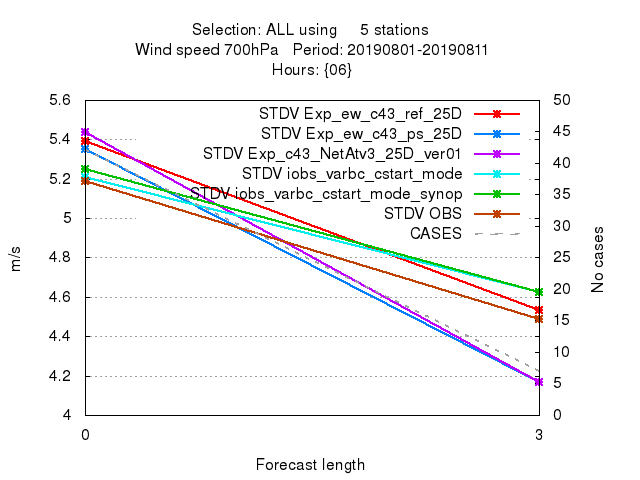 Selection: ALL using     5 stations
Wind speed 700hPa   Period: 20190801-20190811
Hours: {06}
5.6
5.4
5.2
5
4.8
4.6
4.4
4.2
4
m/s
50
45
40
35
30
25
20
15
10
5
0
No cases
STDV Exp_ew_c43_ref_25D
STDV Exp_ew_c43_ps_25D
STDV Exp_c43_NetAtv3_25D_ver01
STDV iobs_varbc_cstart_mode
STDV iobs_varbc_cstart_mode_synop
STDV OBS
CASES
0 3
Forecast length